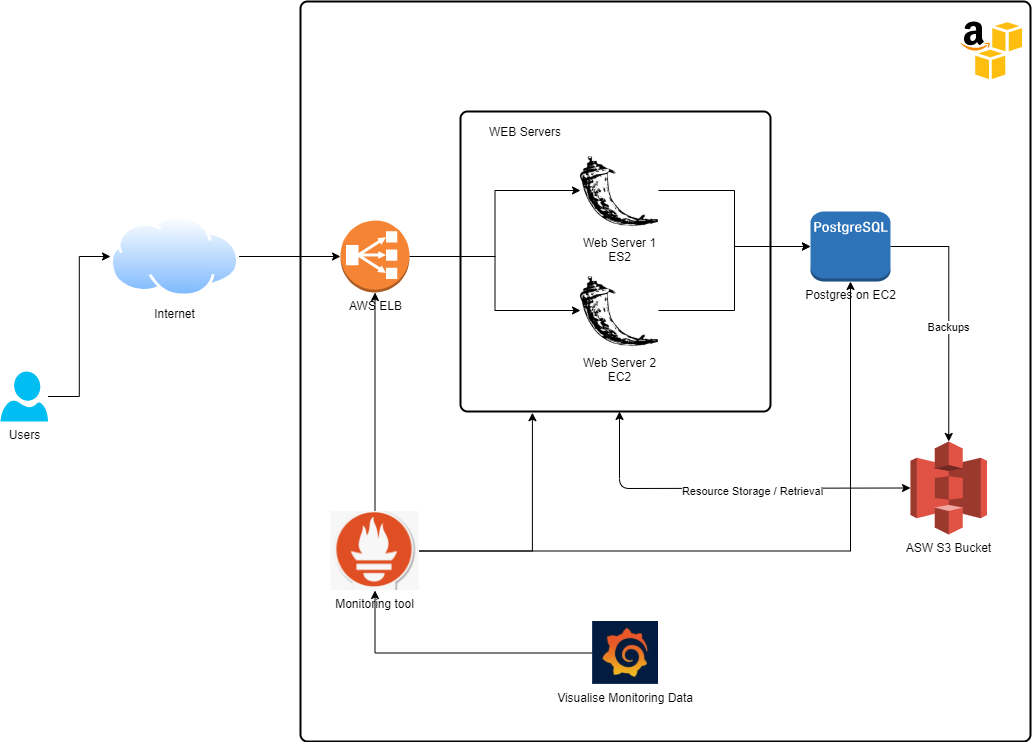 a
WEB Servers
Web Server 1
ES2
PostgreSQL
Postgres on EC2
AWS ELB
Internet
Web Server 2
EC2
Backups
Users
Resource Storage / Retrieval
ASW S3 Bucket
Monitoring tool
Visualise Monitoring Data